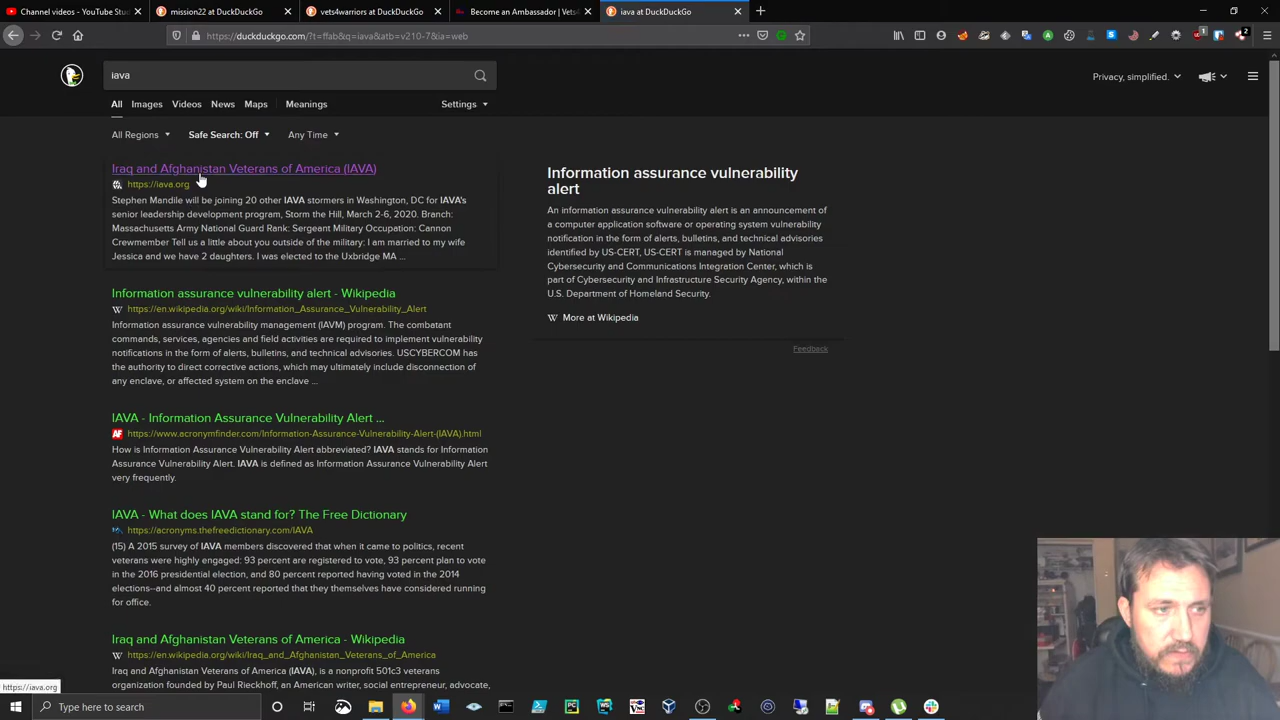 Channel videos - YouTube Stud
mission22 at DuckDuckGo
vets4warriors at DuckDuckGo
Become an Ambassador | Vets4
iava at DuckDuckGo
https://duckduckgo.com/?t=ffab&q=iava&atb=v210-7&ia=web
iava
Privacy, simplified.
All Images Videos News Maps Meanings Settings
All Regions Safe Search: Off Any Time
Iraq and Afghanistan Veterans of America (IAVA)
https://iava.org
Stephen Mandile will be joining 20 other IAVA stormers in Washington, DC for IAVA's
senior leadership development program, Storm the Hill, March 2-6, 2020. Branch:
Massachusetts Army National Guard Rank: Sergeant Military Occupation: Cannon
Crewmember Tell us a little about you outside of the military: I am married to my wife
Jessica and we have 2 daughters. I was elected to the Uxbridge MA ...
Information assurance vulnerability alert - Wikipedia
https://en.wikipedia.org/wiki/Information_Assurance_Vulnerability_Alert
Information assurance vulnerability management (IAVM) program. The combatant
commands, services, agencies and field activities are required to implement vulnerability
notifications in the form of alerts, bulletins, and technical advisories. USCYBERCOM has
the authority to direct corrective actions, which may ultimately include disconnection of
any enclave, or affected system on the enclave ...
IAVA - Information Assurance Vulnerability Alert ...
https://www.acronymfinder.com/Information-Assurance-Vulnerability-Alert-(IAVA).html
How is Information Assurance Vulnerability Alert abbreviated? IAVA stands for Information
Assurance Vulnerability Alert. IAVA is defined as Information Assurance Vulnerability Alert
very frequently.
IAVA - What does IAVA stand for? The Free Dictionary
https://acronyms.thefreedictionary.com/IAVA
(15) A 2015 survey of IAVA members discovered that when it came to politics, recent
veterans were highly engaged: 93 percent are registered to vote, 93 percent plan to vote
in the 2016 presidential election, and 80 percent reported having voted in the 2014
elections--and almost 40 percent reported that they themselves have considered running
for office.
Iraq and Afghanistan Veterans of America - Wikipedia
https://en.wikipedia.org/wiki/Iraq_and_Afghanistan_Veterans_of_America
Iraq and Afghanistan Veterans of America (IAVA), is a nonprofit 501c3 veterans
organization founded by Paul Rieckhoff, an American writer, social entrepreneur, advocate,
Information assurance vulnerability
alert
An information assurance vulnerability alert is an announcement of
a computer application software or operating system vulnerability
notification in the form of alerts, bulletins, and technical advisories
identified by US-CERT, US-CERT is managed by National
Cybersecurity and Communications Integration Center, which is
part of Cybersecurity and Infrastructure Security Agency, within the
U.S. Department of Homeland Security.
W More at Wikipedia
Feedback
https://iava.org
Type here to search